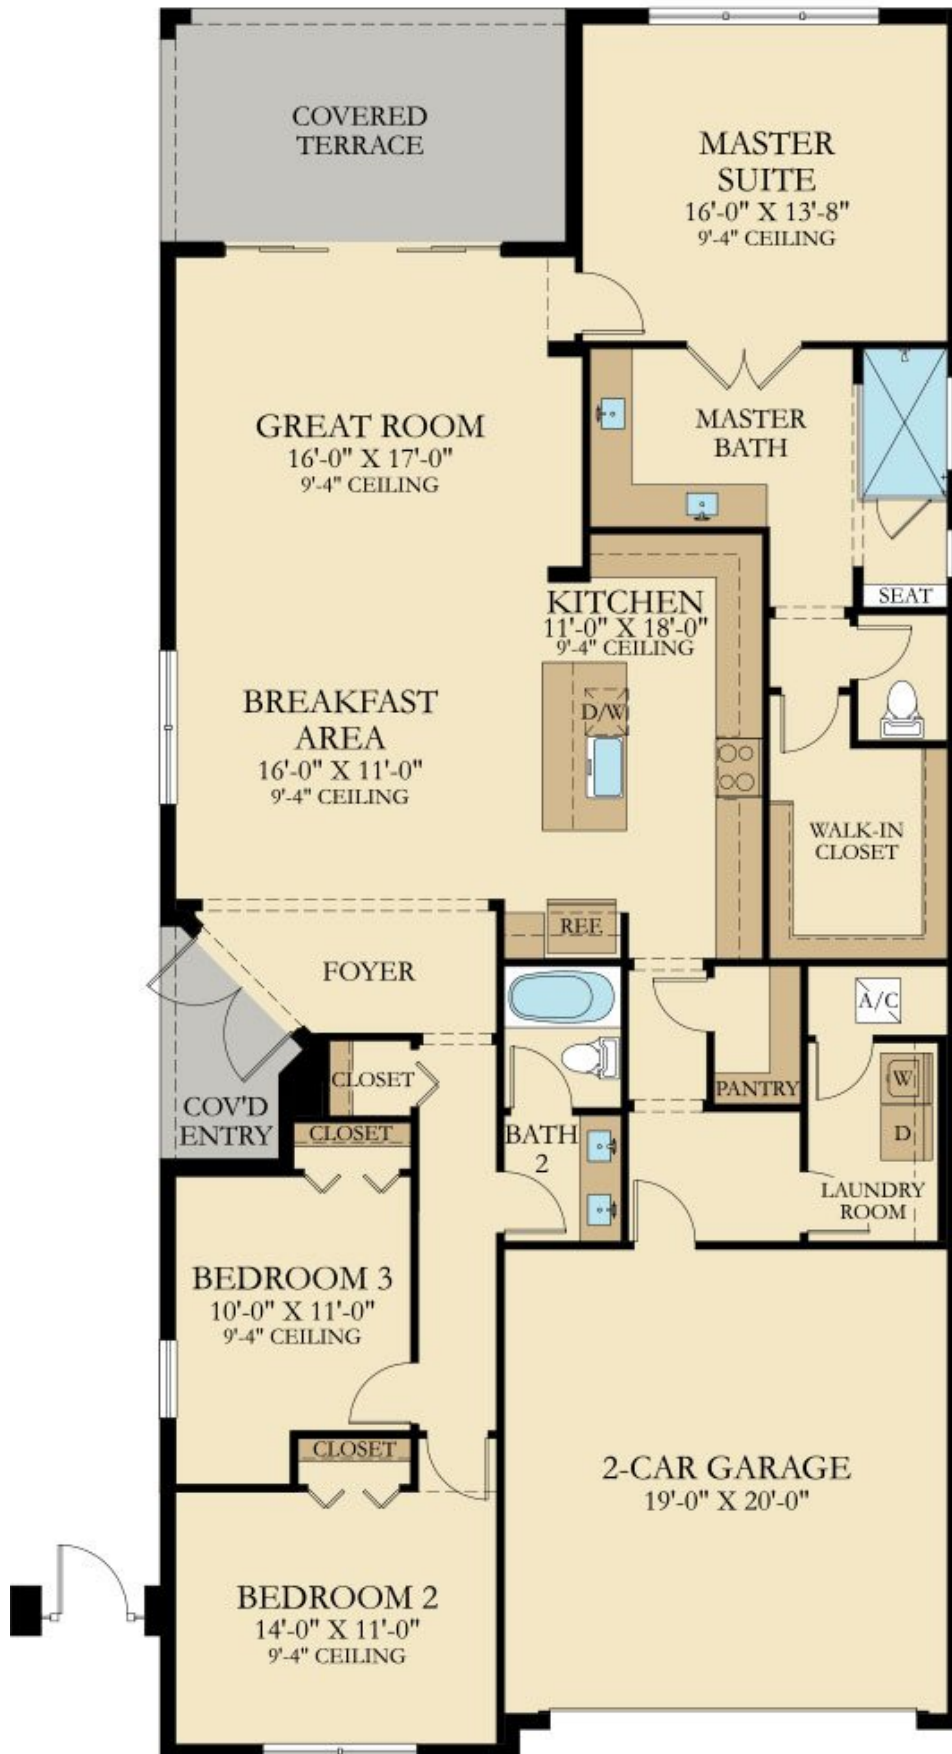 COVERED
TERRACE
MASTER
SUITE
16'-0" X 13'-8"
9'-4" CEILING
GREAT ROOM
16'-0" X 17'-0"
9'-4" CEILING
MASTER
BATH
SEAT
KITCHEN
11'-0" X 18'-0"
9'-4" CEILING
BREAKFAST
AREA
16'-0" X 11'-0"
9'-4" CEILING
D/W
WALK-IN
CLOSET
REF.
FOYER
A/C
CLOSET
PANTRY
W
D
COV'D
ENTRY
CLOSET
BATH
2
LAUNDRY
ROOM
BEDROOM 3
10'-0" X 11'-0"
9'-4" CEILING
CLOSET
2-CAR GARAGE
19'-0" X 20'-0"
BEDROOM 2
14'-0" X 11'-0"
9'-4" CEILING